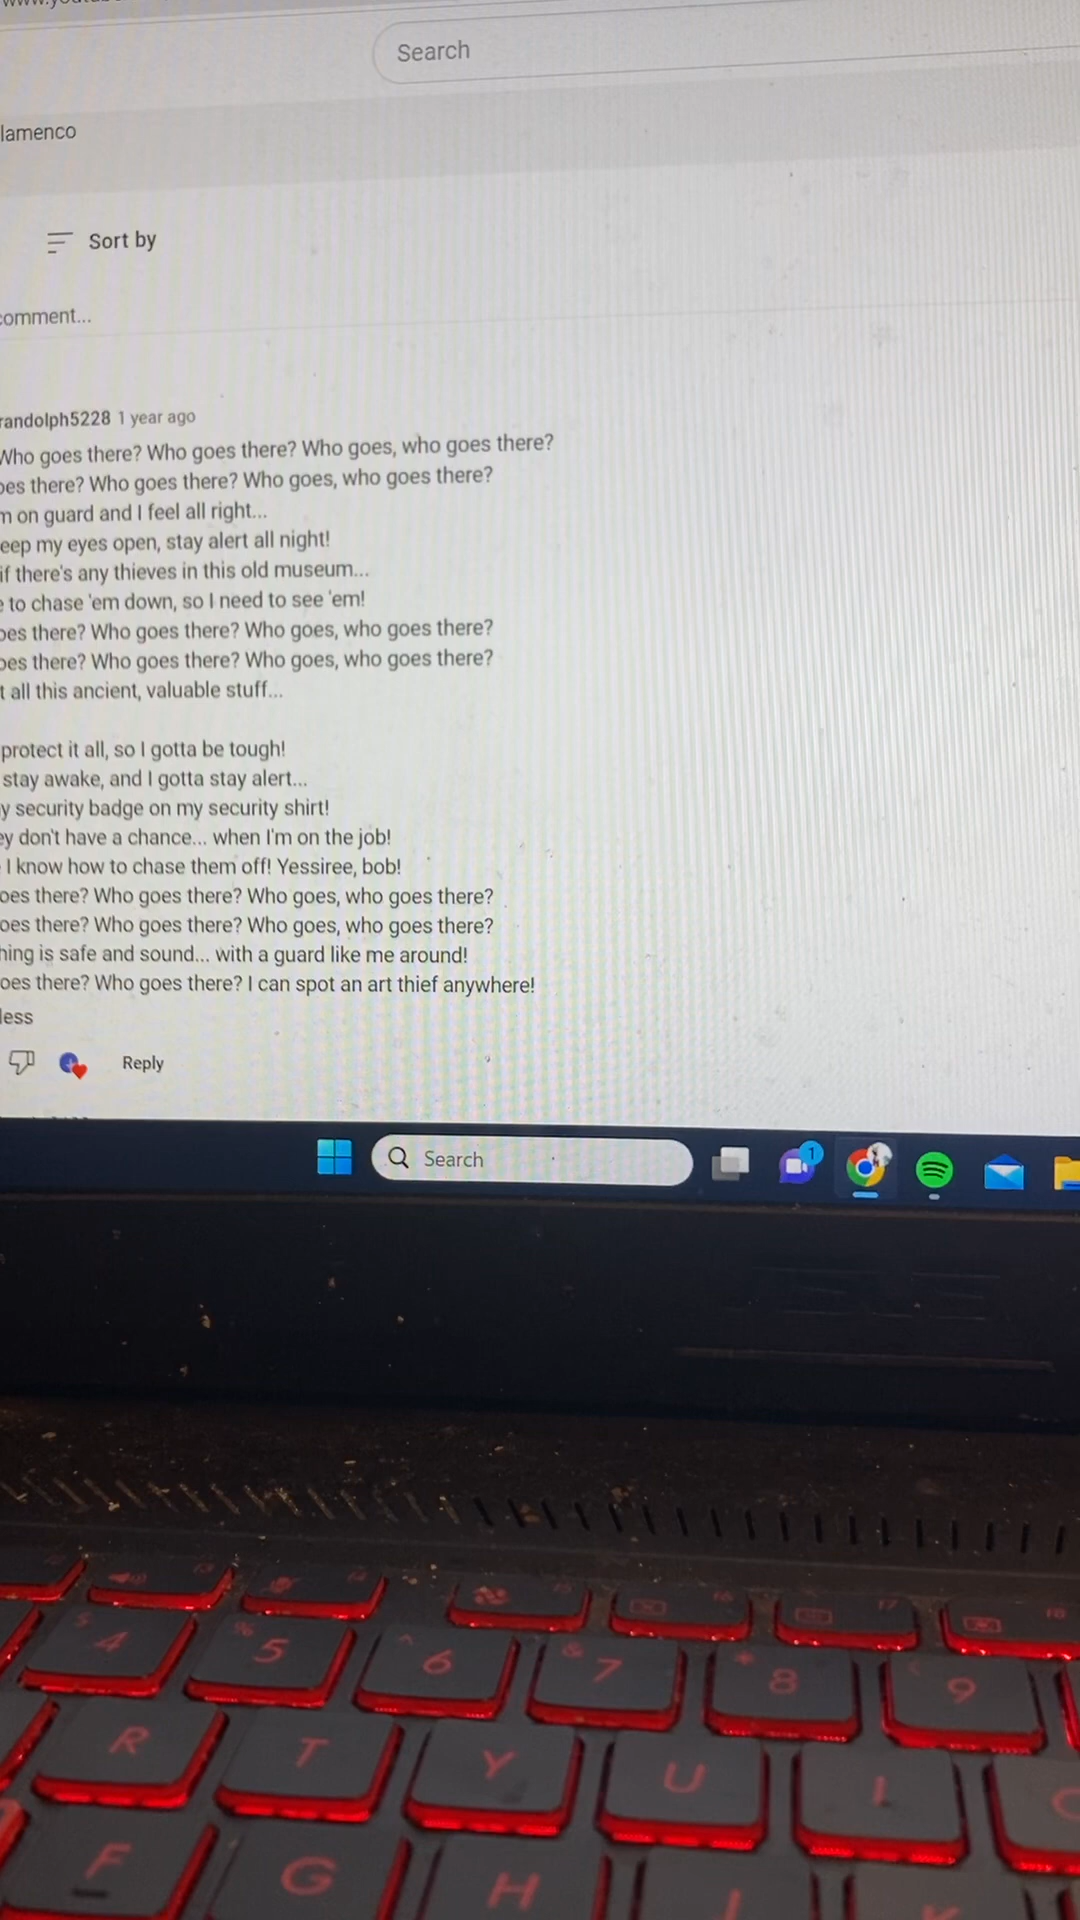 Search
lamenco
Sort by
comment...
randolph5228 1 year ago
Who goes there? Who goes there? Who goes, who goes there?
oes there? Who goes there? Who goes, who goes there?
m on guard and I feel all right...
eep my eyes open, stay alert all night!
if there's any thieves in this old museum...
e to chase 'em down, so I need to see 'em!
oes there? Who goes there? Who goes, who goes there?
oes there? Who goes there? Who goes, who goes there?
t all this ancient, valuable stuff...
protect it all, so I gotta be tough!
stay awake, and I gotta stay alert...
y security badge on my security shirt!
ey don't have a chance... when I'm on the job!
I know how to chase them off! Yessiree, bob!
oes there? Who goes there? Who goes, who goes there?
oes there? Who goes there? Who goes, who goes there?
hing is safe and sound... with a guard like me around!
oes there? Who goes there? I can spot an art thief anywhere!
less
Reply
Search
1
4 5 6 7 8 9
R T Y U I
F G H